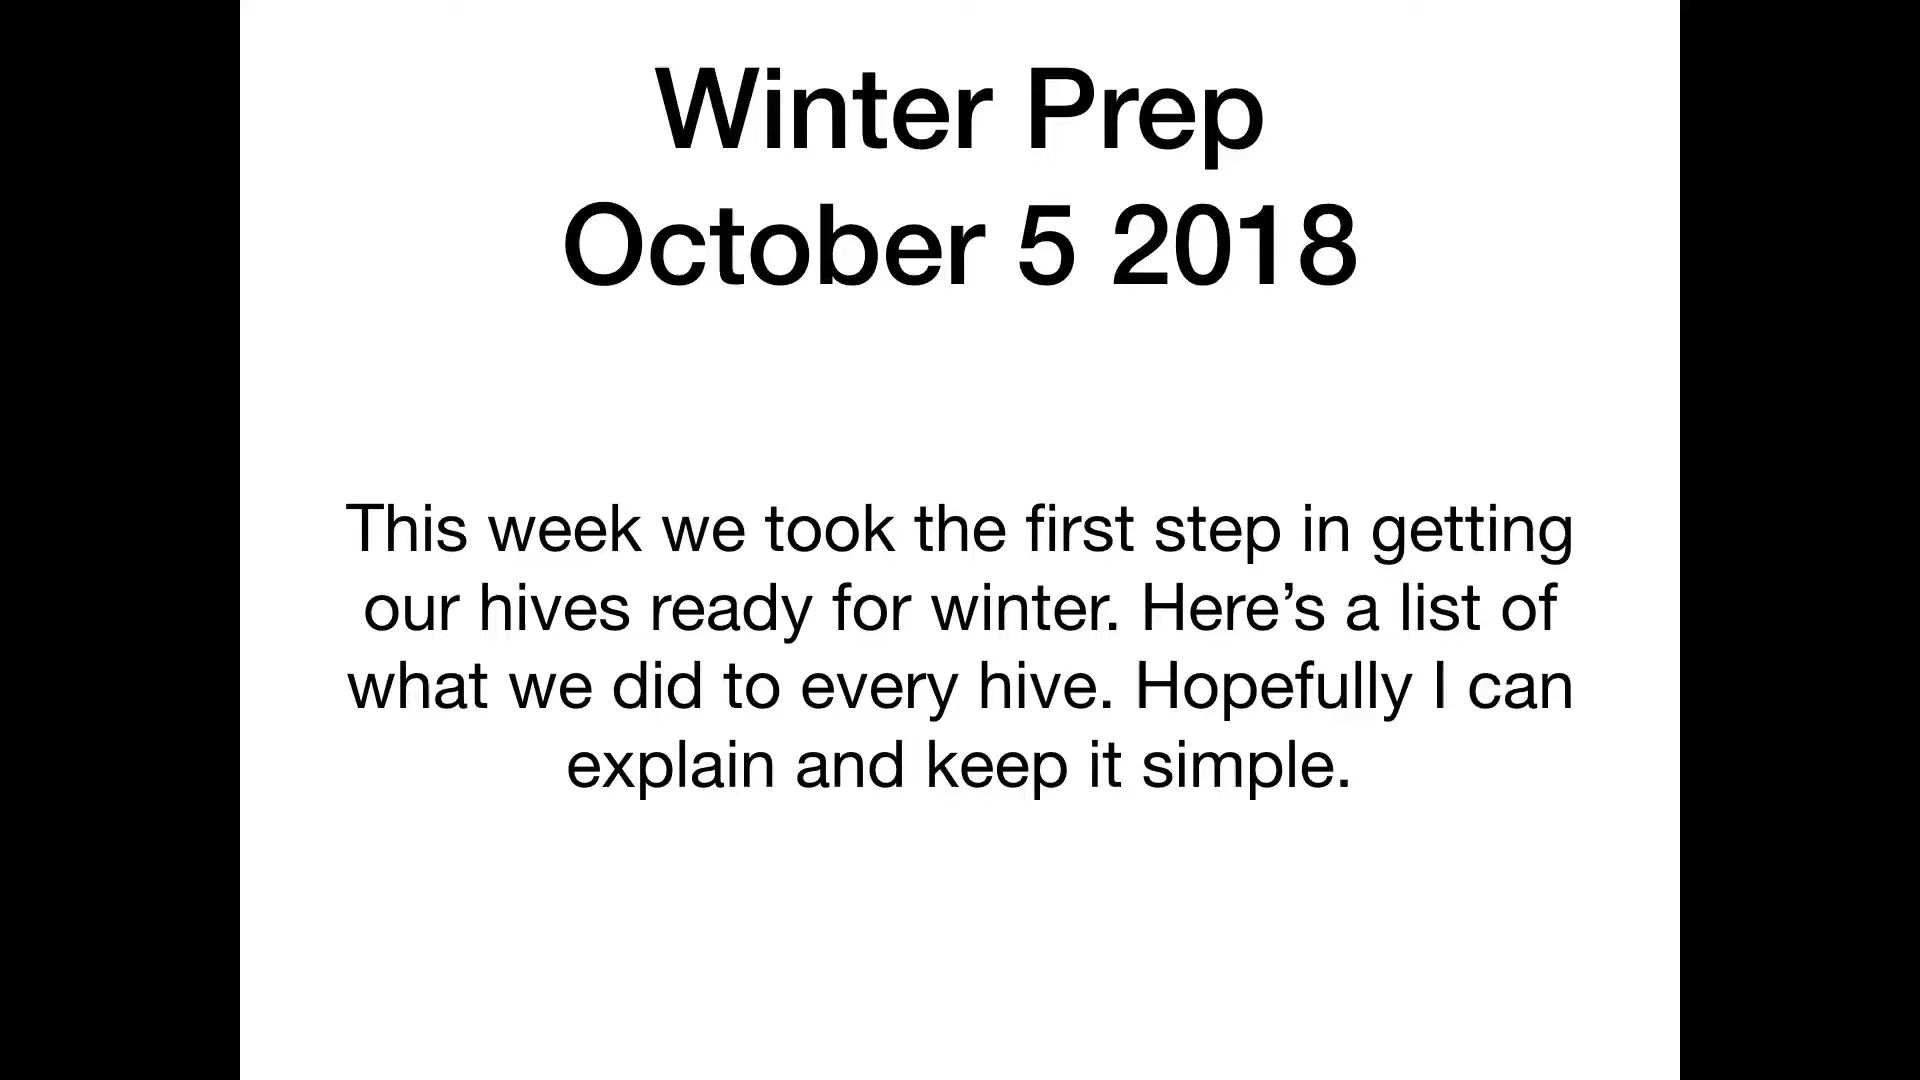 Winter Prep
October 5 2018
This week we took the first step in getting
our hives ready for winter. Here’s a list of
what we did to every hive. Hopefully I can
explain and keep it simple.